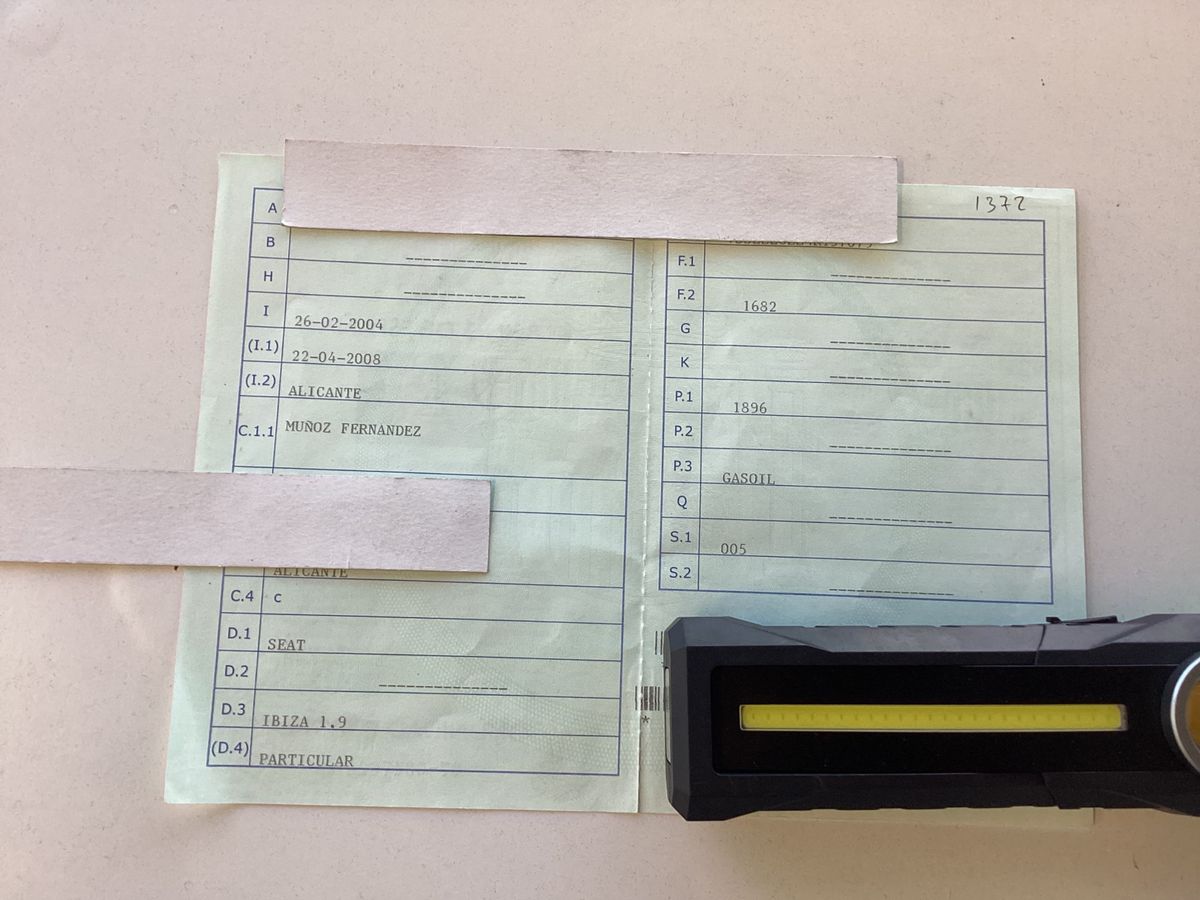 A
B -------------
H -------------
I 26-02-2004
(I.1) 22-04-2008
(I.2) ALICANTE
C.1.1 MUÑOZ FERNANDEZ
ALICANTE
C.4 c
D.1 SEAT
D.2 --------------
D.3 IBIZA 1.9
(D.4) PARTICULAR
1372
F.1 -------------
F.2 1682
G -------------
K -------------
P.1 1896
P.2 -------------
P.3 GASOIL
Q -------------
S.1 005
S.2 -------------
*